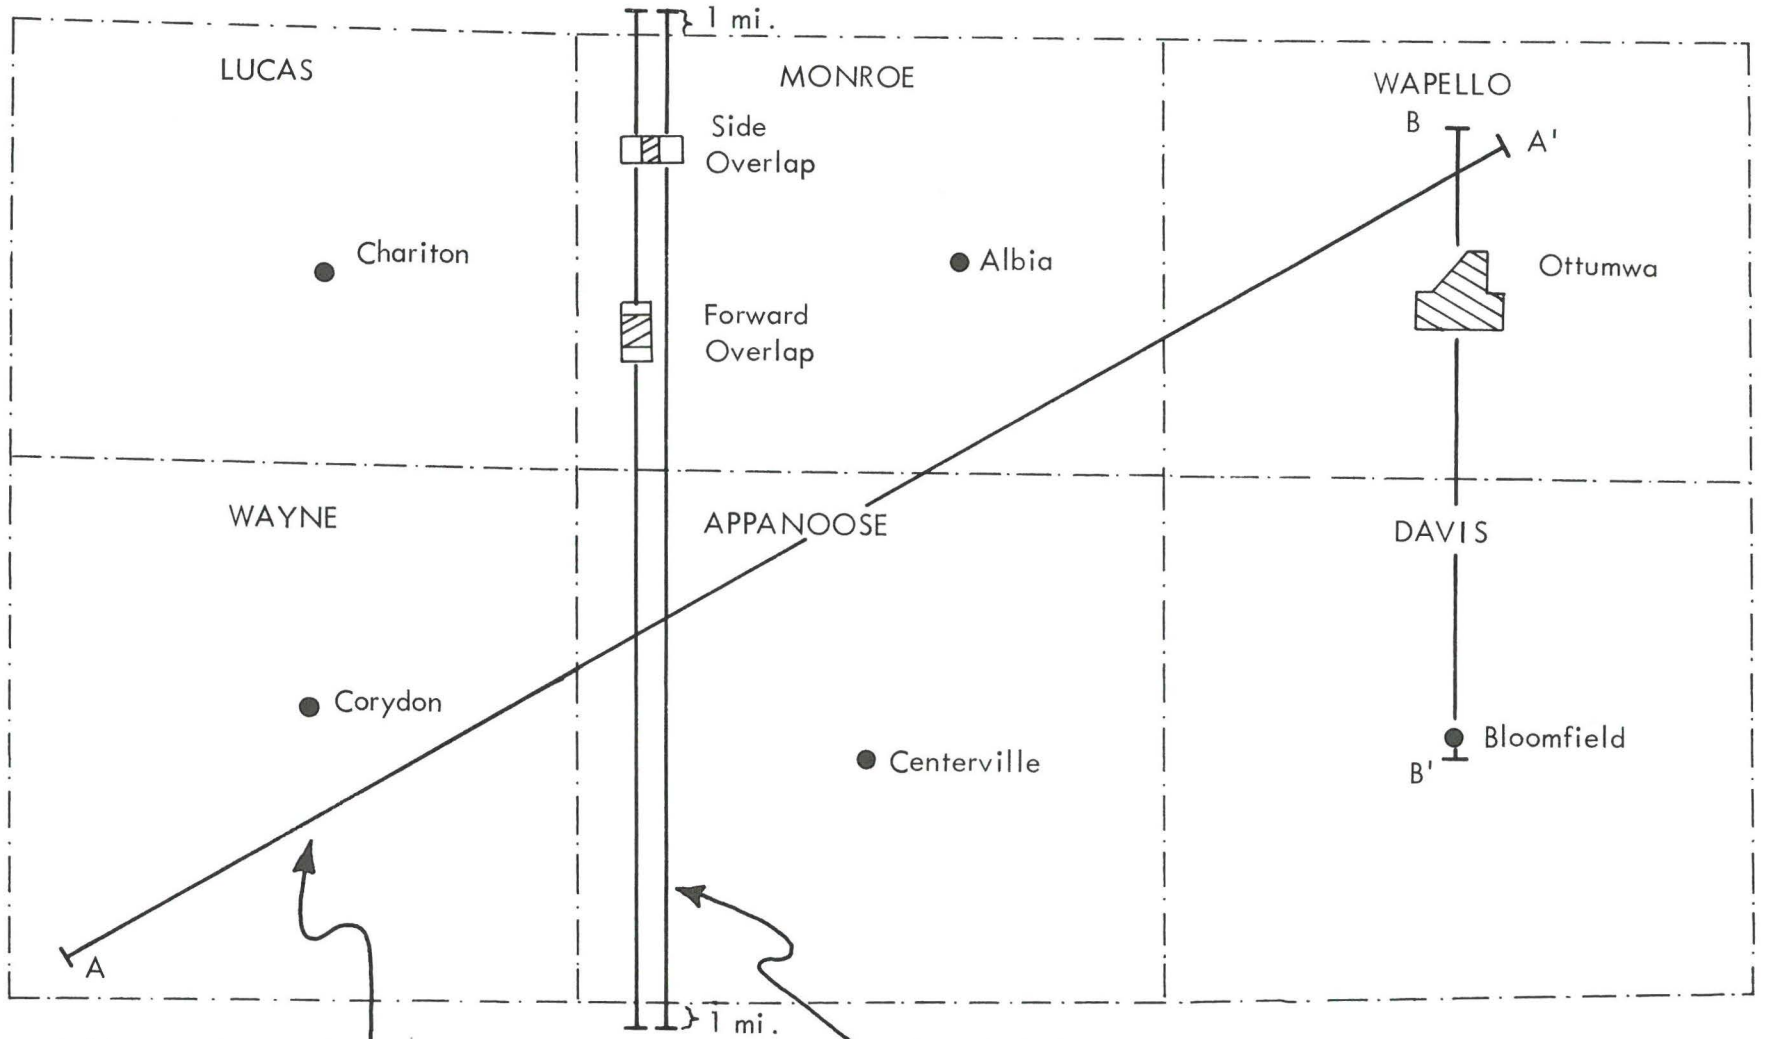 1 mi.
LUCAS
MONROE
WAPELLO
B
A'
Side
Overlap
Chariton
Albia
Ottumwa
Forward
Overlap
WAYNE
APPANOOSE
DAVIS
Corydon
Centerville
Bloomfield
B'
A
1 mi.